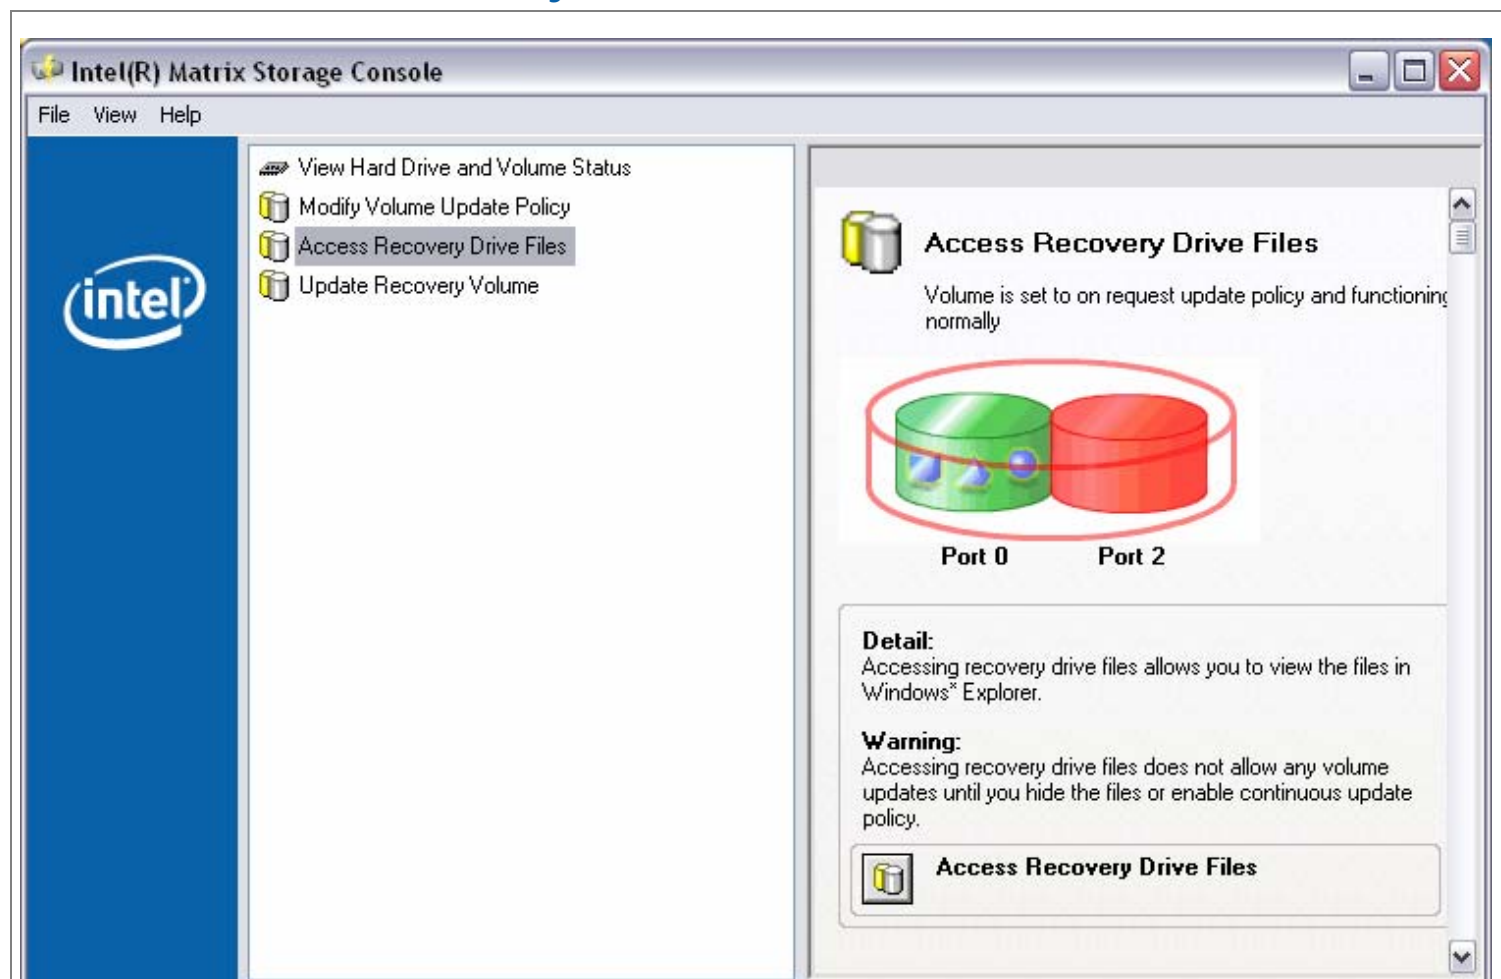 Intel(R) Matrix Storage Console
File View Help
intel
View Hard Drive and Volume Status
Modify Volume Update Policy
Access Recovery Drive Files
Update Recovery Volume
Access Recovery Drive Files
Volume is set to on request update policy and functioning
normally
Port 0 Port 2
Detail:
Accessing recovery drive files allows you to view the files in
Windows* Explorer.
Warning:
Accessing recovery drive files does not allow any volume
updates until you hide the files or enable continuous update
policy.
Access Recovery Drive Files